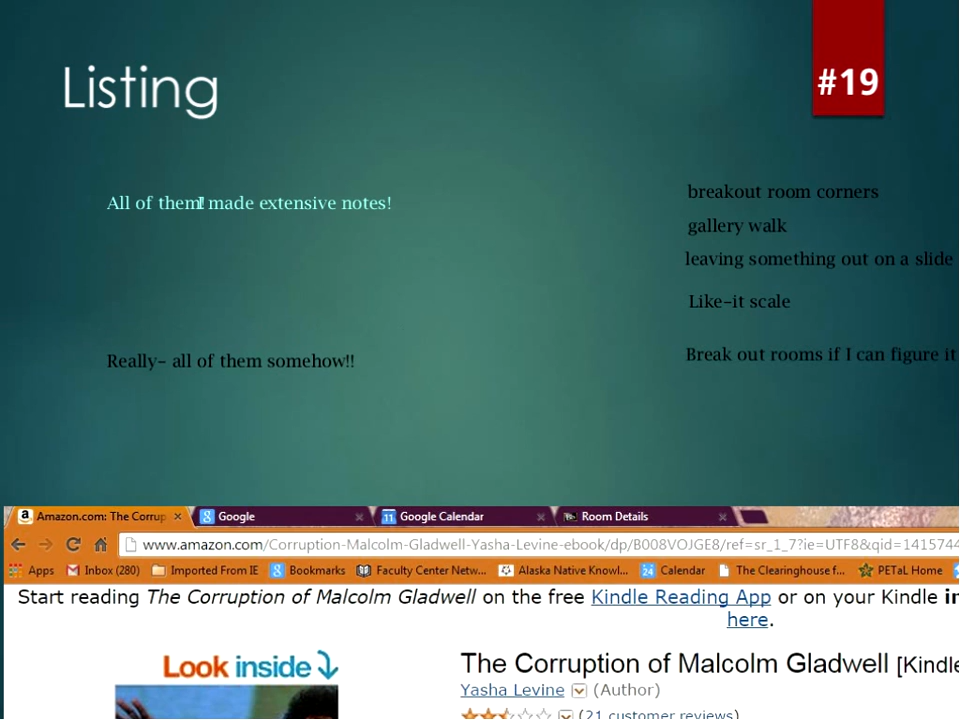 Listing
#19
All of them! I made extensive notes!
breakout room corners
gallery walk
leaving something out on a slide
Like-it scale
Really- all of them somehow!!
Break out rooms if I can figure it
Amazon.com: The Corrup
Google
Google Calendar
Room Details
www.amazon.com/Corruption-Malcolm-Gladwell-Yasha-Levine-ebook/dp/B008VOJGE8/ref=sr_1_7?ie=UTF8&qid=1415744
Apps Inbox (280) Imported From IE Bookmarks Faculty Center Netw... Alaska Native Knowl... Calendar The Clearinghouse f... PETaL Home
Start reading The Corruption of Malcolm Gladwell on the free Kindle Reading App or on your Kindle in
here.
Look inside
The Corruption of Malcolm Gladwell [Kindle
Yasha Levine (Author)
(21 customer reviews)